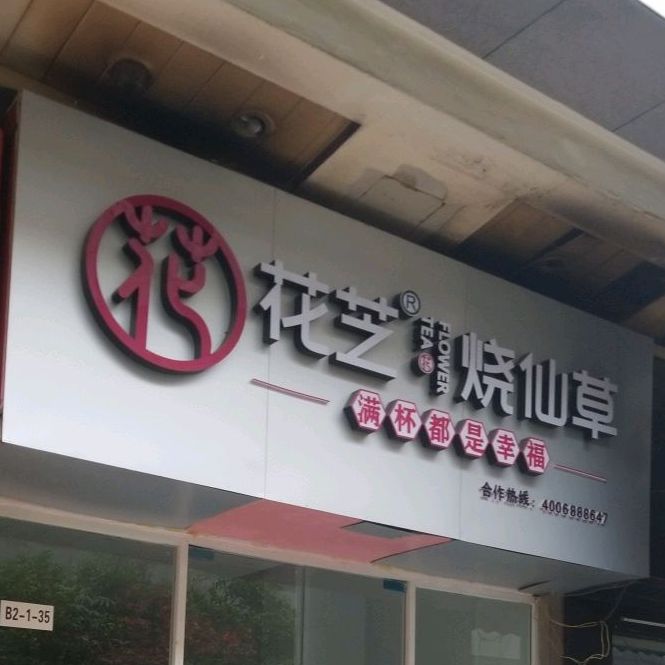 花
花芝®
FLOWER
TEA
花
烧仙草
满杯都是幸福
合作热线：4006888647
B2-1-35